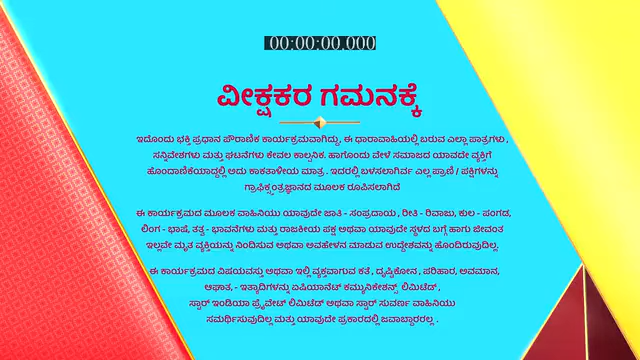 00:00:00,000
ವೀಕ್ಷಕರ ಗಮನಕ್ಕೆ
ಇದೊಂದು ಭಕ್ತಿ ಪ್ರಧಾನ ಪೌರಾಣಿಕ ಕಾರ್ಯಕ್ರಮವಾಗಿದ್ದು, ಈ ಧಾರಾವಾಹಿಯಲ್ಲಿ ಬರುವ ಎಲ್ಲಾ ಪಾತ್ರಗಳು ,
ಸನ್ನಿವೇಶಗಳು ಮತ್ತು ಘಟನೆಗಳು ಕೇವಲ ಕಾಲ್ಪನಿಕ. ಹಾಗೊಂದು ವೇಳೆ ಸಮಾಜದ ಯಾವದೇ ವ್ಯಕ್ತಿಗೆ
ಹೊಂದಾಣಿಕೆಯಾದ್ದಲ್ಲಿ ಅದು ಕಾಕತಾಳೀಯ ಮಾತ್ರ . ಇದರಲ್ಲಿ ಬಳಸಲಾಗಿರ್ವ ಎಲ್ಲ ಪ್ರಾಣಿ / ಪಕ್ಷಿಗಳನ್ನು
ಗ್ರಾಫಿಕ್ಸ್ತಂತ್ರಜ್ಞಾನದ ಮೂಲಕ ರೂಪಿಸಲಾಗಿದೆ
ಈ ಕಾರ್ಯಕ್ರಮದ ಮೂಲಕ ವಾಹಿನಿಯು ಯಾವುದೇ ಜಾತಿ - ಸಂಪ್ರದಾಯ , ರೀತಿ - ರಿವಾಜು, ಕುಲ - ಪಂಗಡ,
ಲಿಂಗ - ಭಾಷೆ, ತತ್ವ - ಭಾವನೆಗಳು ಮತ್ತು ರಾಜಕೀಯ ಪಕ್ಷ ಅಥವಾ ಯಾವುದೇ ಸ್ಥಳದ ಬಗ್ಗೆ ಹಾಗು ಜೀವಂತ
ಇಲ್ಲವೇ ಮೃತ ವ್ಯಕ್ತಿಯನ್ನು ನಿಂದಿಸುವ ಅಥವಾ ಅವಹೇಳನ ಮಾಡುವ ಉದ್ದೇಶವನ್ನು ಹೊಂದಿರುವುದಿಲ್ಲ.
ಈ ಕಾರ್ಯಕ್ರಮದ ವಿಷಯವಸ್ತು ಅಥವಾ ಇಲ್ಲಿ ವ್ಯಕ್ತವಾಗುವ ಕತೆ , ದೃಷ್ಠಿಕೋನ , ಪರಿಹಾರ, ಅವಮಾನ,
ಆಘಾತ, - ಇತ್ಯಾದಿಗಳನ್ನು ಏಷಿಯಾನೆಟ್ ಕಮ್ಯುನಿಕೇಶನ್ಸ್ ಲಿಮಿಟೆಡ್ ,
ಸ್ಟಾರ್ ಇಂಡಿಯಾ ಪ್ರೈವೇಟ್ ಲಿಮಿಟೆಡ್ ಅಥವಾ ಸ್ಟಾರ್ ಸುವರ್ಣ ವಾಹಿನಿಯು
ಸಮರ್ಥಿಸುವುದಿಲ್ಲ ಮತ್ತು ಯಾವುದೇ ಪ್ರಕಾರದಲ್ಲಿ ಜವಾಬ್ದಾರರಲ್ಲ .